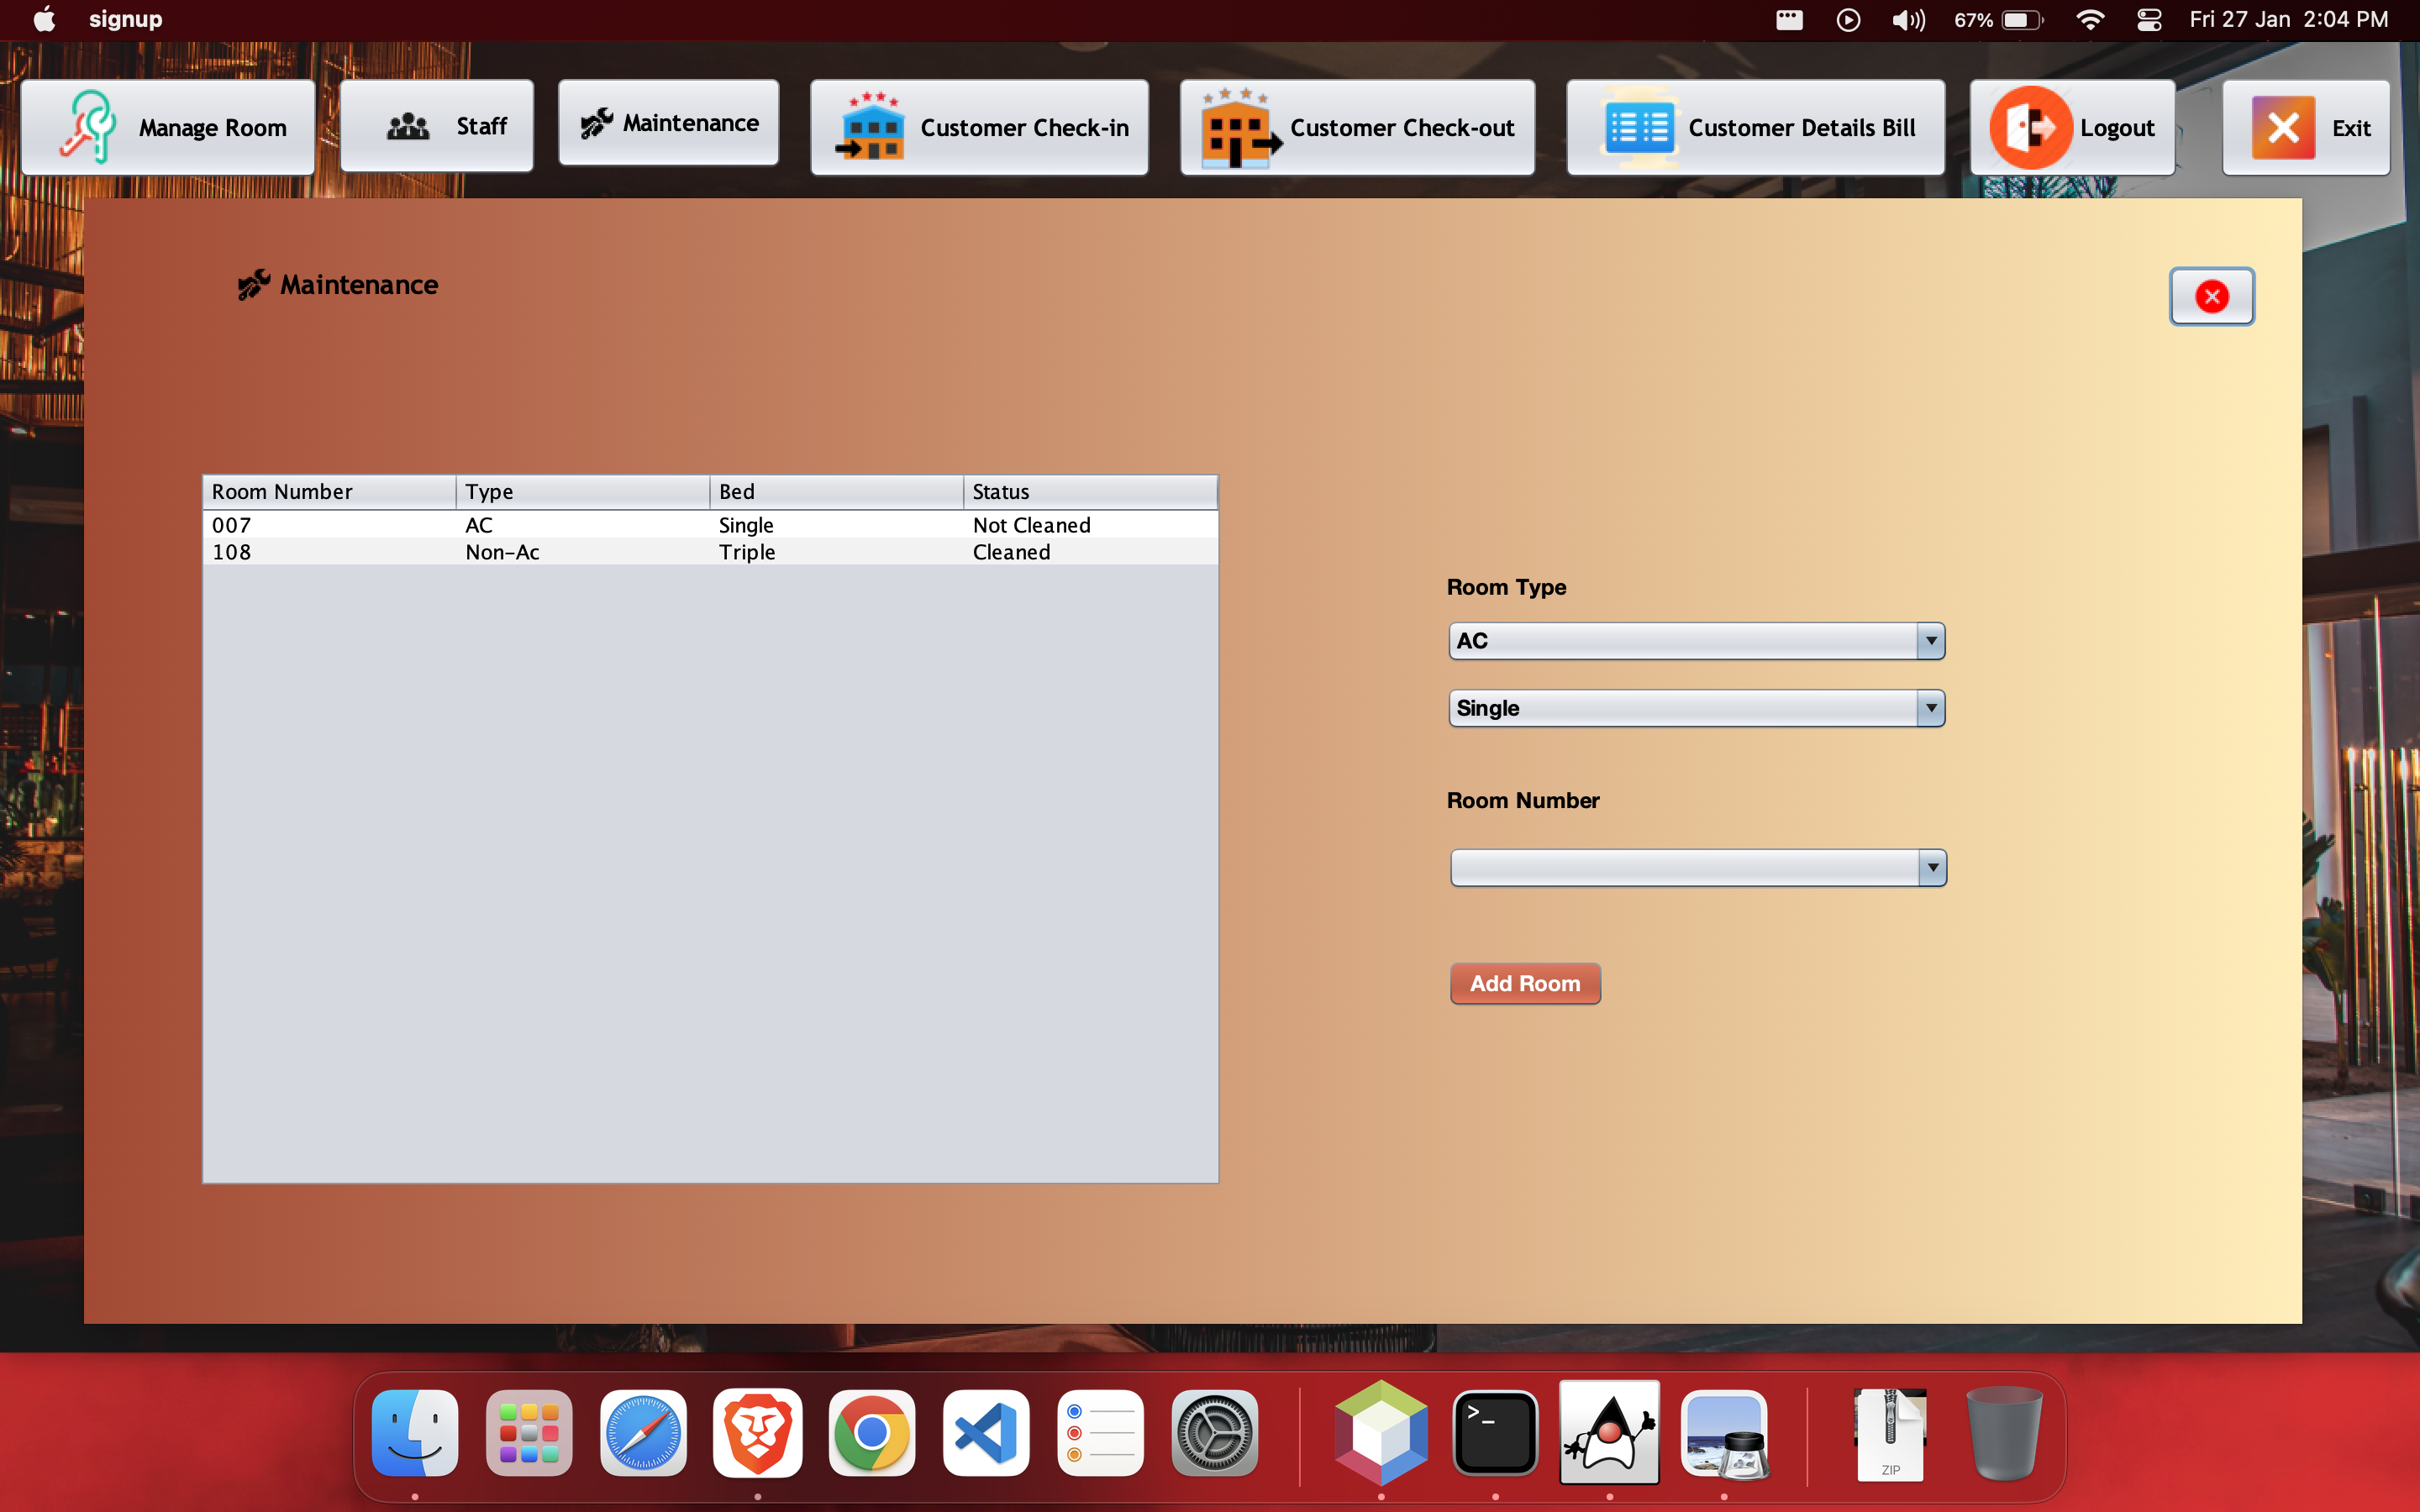 signup
67%
Fri 27 Jan 2:04 PM
Manage Room
Staff
Maintenance
Customer Check-in
Customer Check-out
Customer Details Bill
Logout
Exit
Maintenance
Room Number Type Bed Status
007 AC Single Not Cleaned
108 Non-Ac Triple Cleaned
Room Type
AC
Single
Room Number
Add Room
>_
ZIP